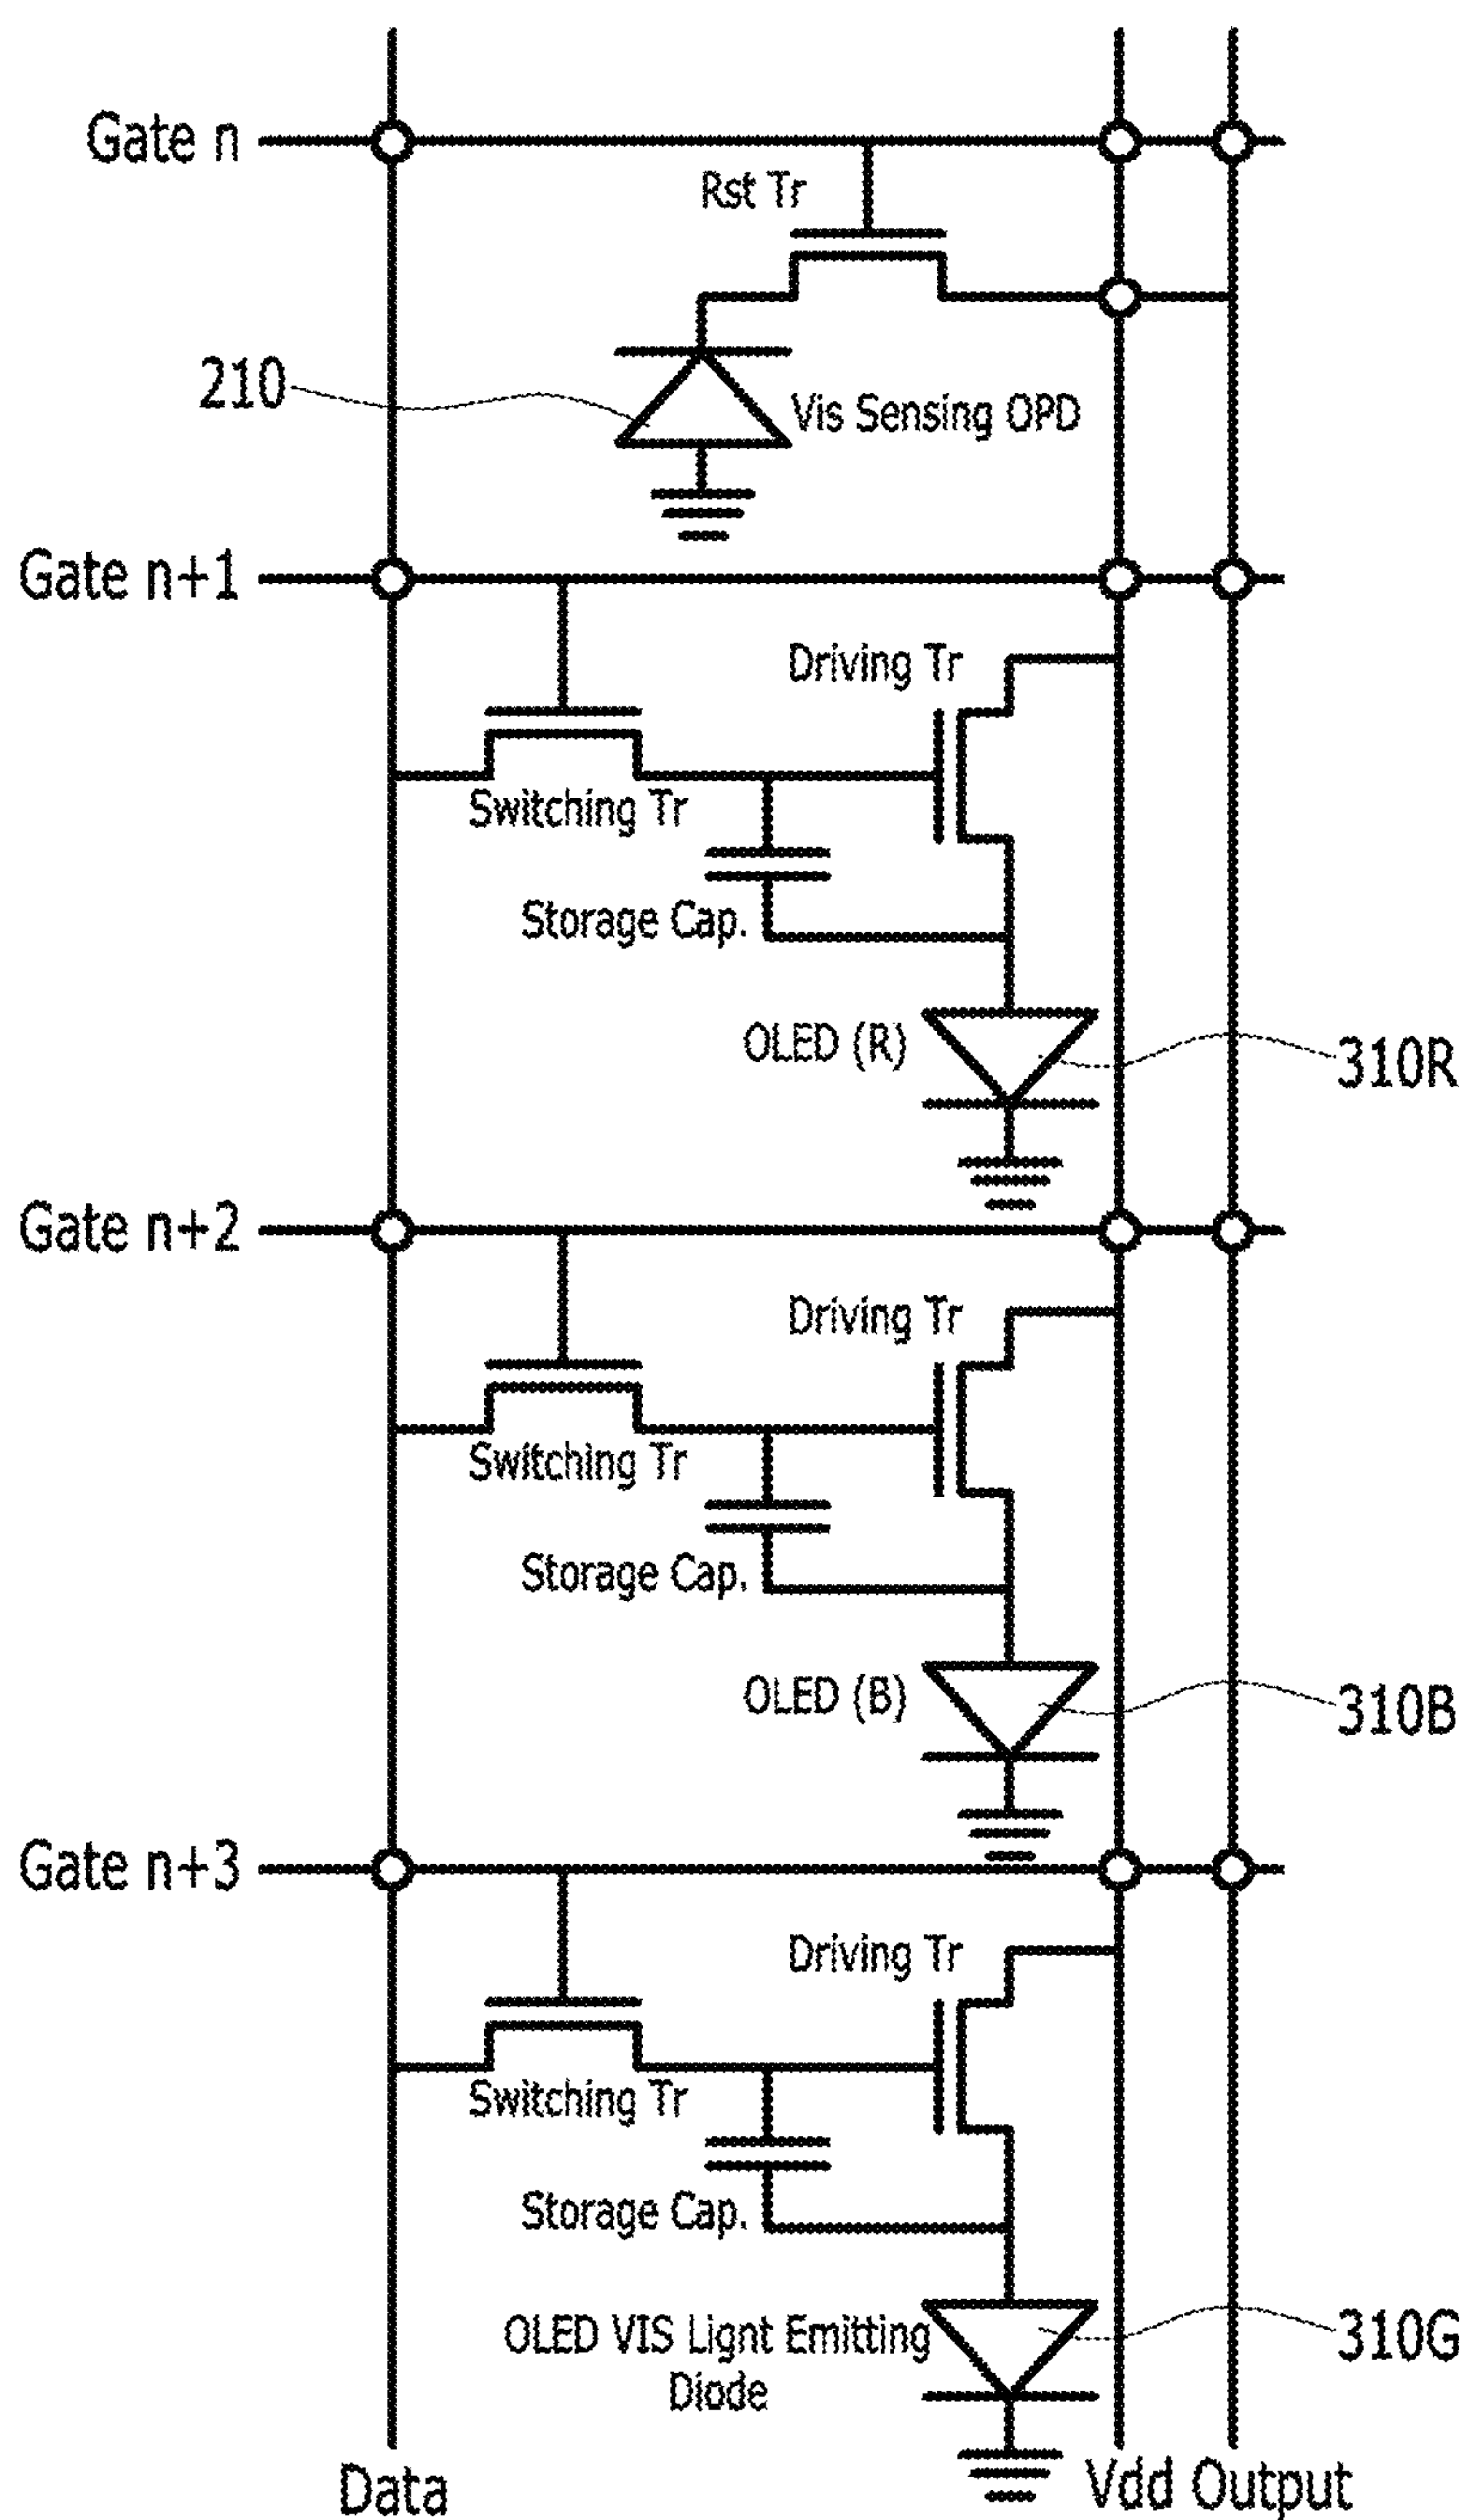 Gate n
Rst Tr
210
Vis Sensing OPD
Gate n+1
Driving Tr
Switching Tr
Storage Cap.
OLED (R)
310R
Gate n+2
Driving Tr
Switching Tr
Storage Cap.
OLED (B)
310B
Gate n+3
Driving Tr
Switching Tr
Storage Cap.
OLED VIS Lignt Emitting
Diode
310G
Data
Vdd Output